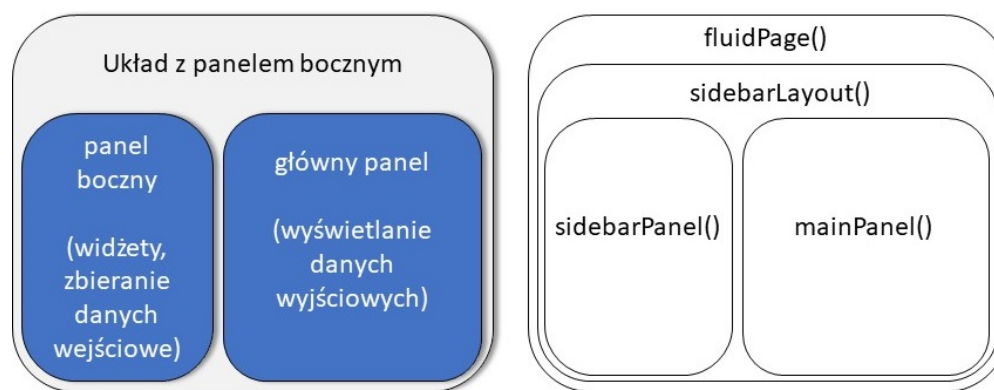 Układ z panelem bocznym
panel
boczny
(widżety,
zbieranie
danych
wejściowe)
główny panel
(wyświetlanie
danych
wyjściowych)
fluidPage()
sidebarLayout()
sidebarPanel()
mainPanel()